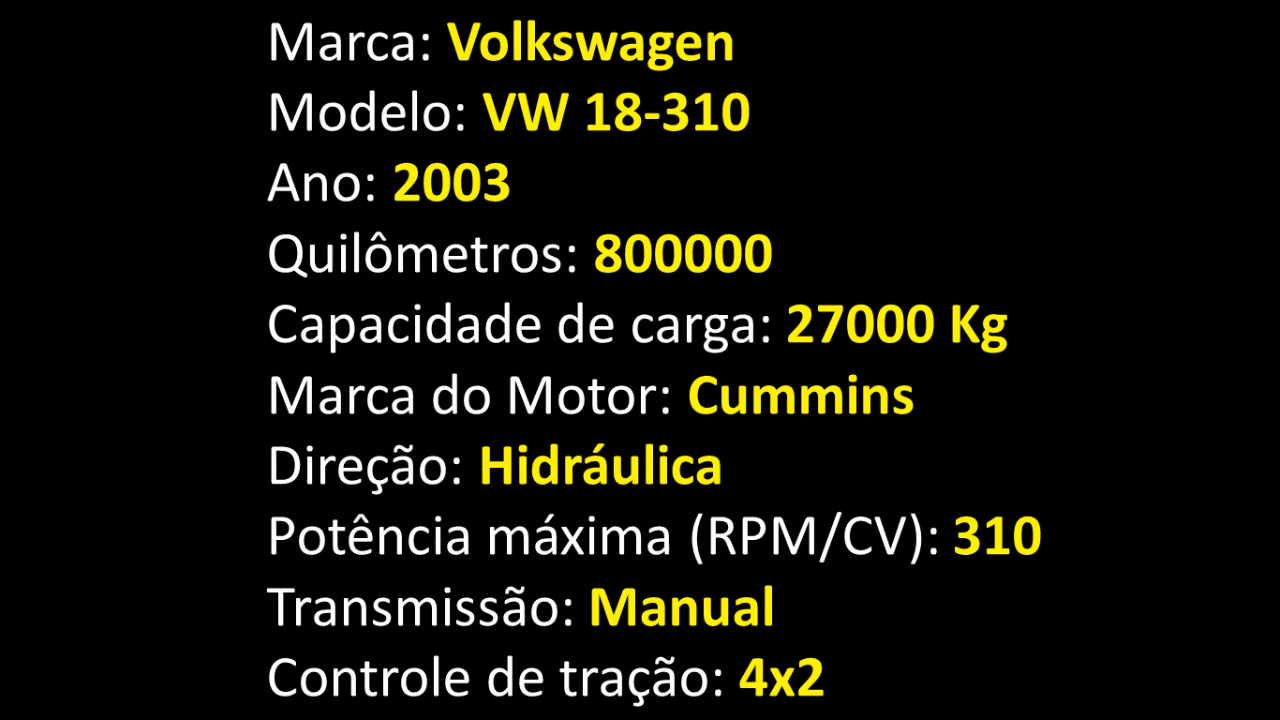 Marca: Volkswagen
Modelo: VW 18-310
Ano: 2003
Quilômetros: 800000
Capacidade de carga: 27000 Kg
Marca do Motor: Cummins
Direção: Hidráulica
Potência máxima (RPM/CV): 310
Transmissão: Manual
Controle de tração: 4x2